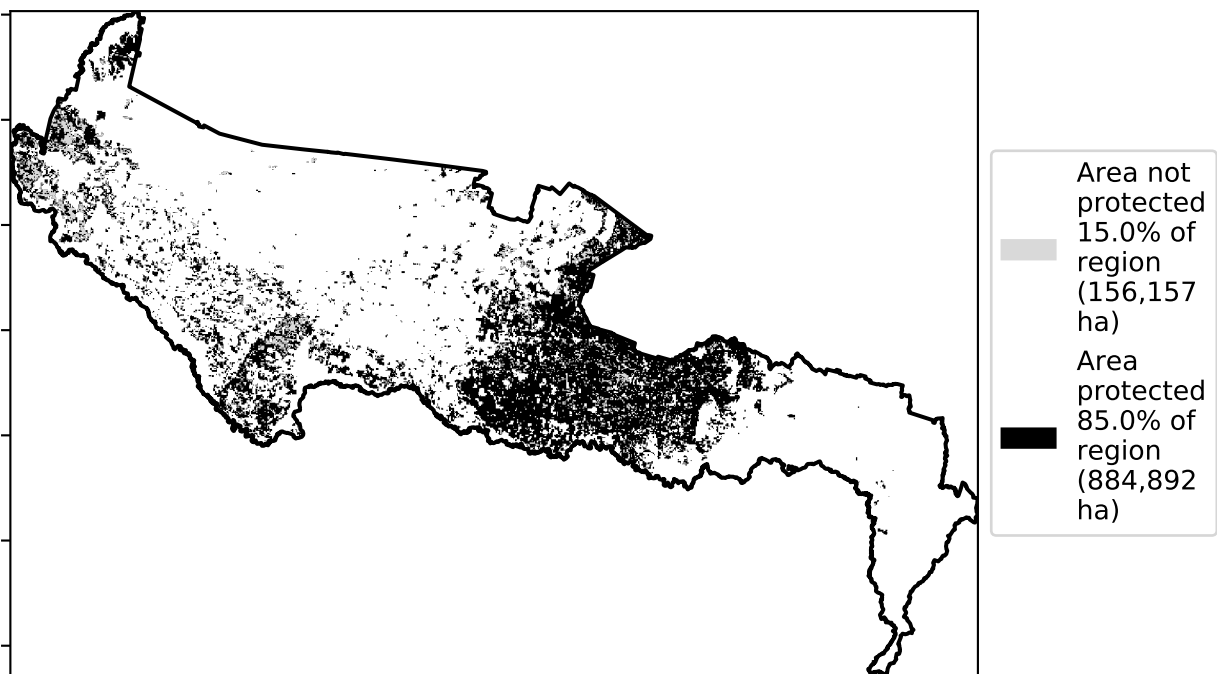 Area not
protected
15.0% of
region
(156,157
ha)
Area
protected
85.0% of
region
(884,892
ha)